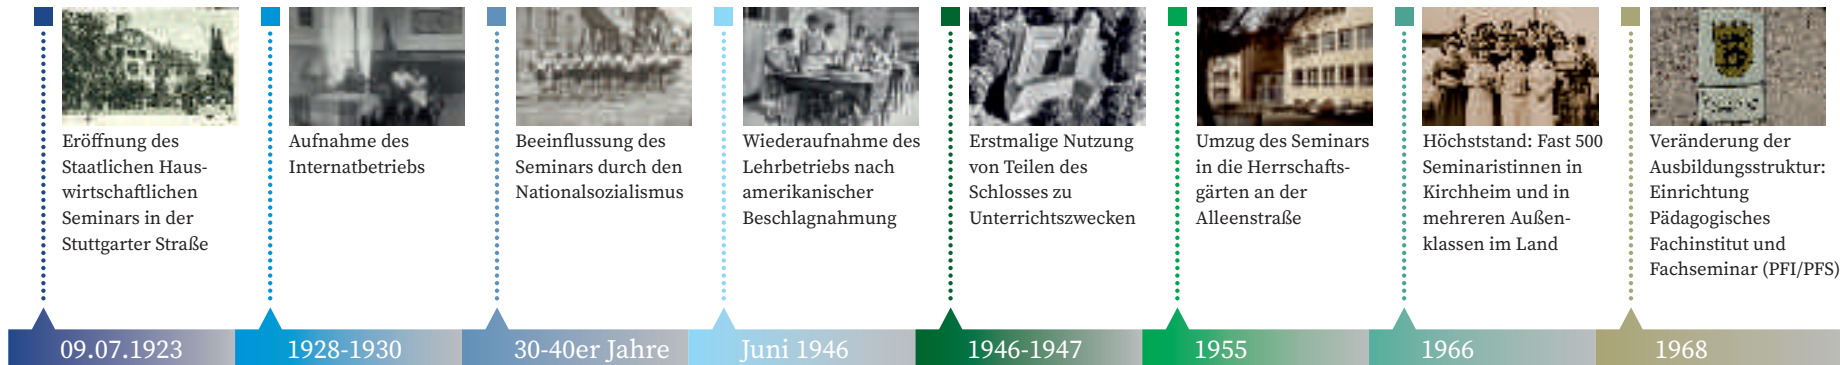 Eröffnung des
Staatlichen Haus-
wirtschaftlichen
Seminars in der
Stuttgarter Straße
09.07.1923
Aufnahme des
Internatbetriebs
1928-1930
Beeinflussung des
Seminars durch den
Nationalsozialismus
30-40er Jahre
Wiederaufnahme des
Lehrbetriebs nach
amerikanischer
Beschlagnahmung
Juni 1946
Erstmalige Nutzung
von Teilen des
Schlosses zu
Unterrichtszwecken
1946-1947
Umzug des Seminars
in die Herrschafts-
gärten an der
Alleenstraße
1955
Höchststand: Fast 500
Seminaristinnen in
Kirchheim und in
mehreren Außen-
klassen im Land
1966
Veränderung der
Ausbildungsstruktur:
Einrichtung
Pädagogisches
Fachinstitut und
Fachseminar (PFI/PFS)
1968